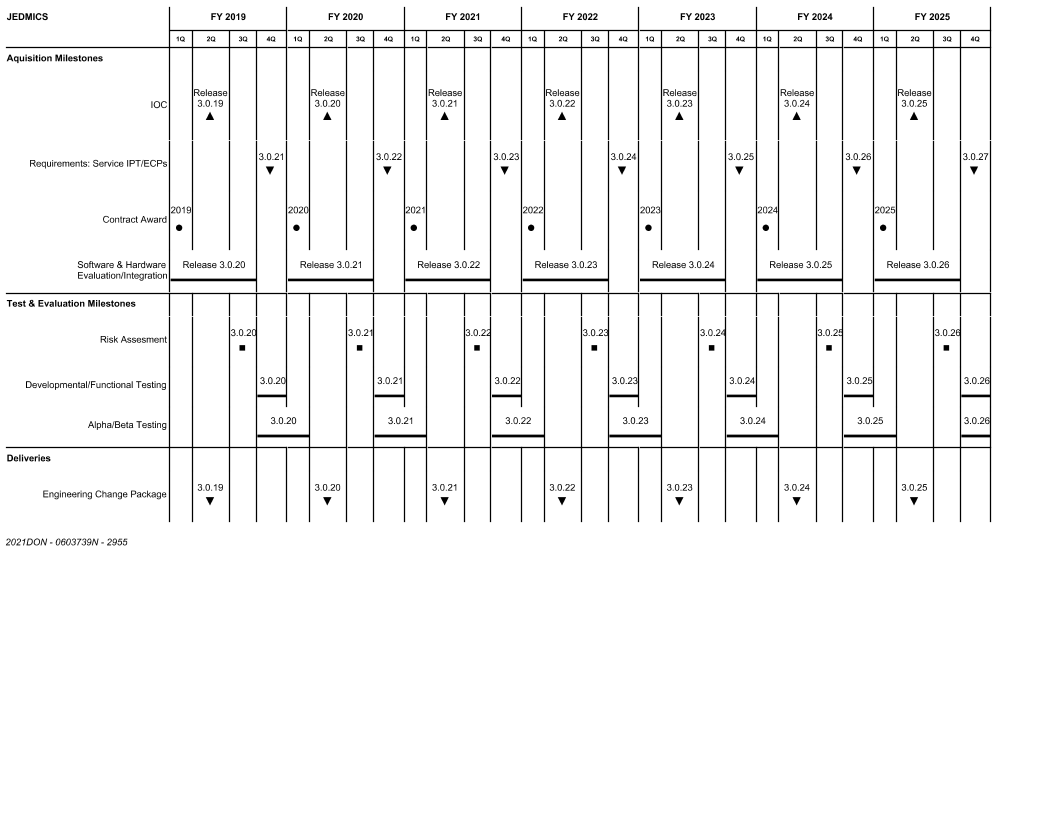 JEDMICS FY 2019 FY 2020 FY 2021 FY 2022 FY 2023 FY 2024 FY 2025
1Q 2Q 3Q 4Q 1Q 2Q 3Q 4Q 1Q 2Q 3Q 4Q 1Q 2Q 3Q 4Q 1Q 2Q 3Q 4Q 1Q 2Q 3Q 4Q 1Q 2Q 3Q 4Q
Aquisition Milestones
Release Release Release Release Release Release Release
IOC 3.0.19 3.0.20 3.0.21 3.0.22 3.0.23 3.0.24 3.0.25
Requirements: Service IPT/ECPs 3.0.21 3.0.22 3.0.23 3.0.24 3.0.25 3.0.26 3.0.27
Contract Award 2019 2020 2021 2022 2023 2024 2025
Software & Hardware Release 3.0.20 Release 3.0.21 Release 3.0.22 Release 3.0.23 Release 3.0.24 Release 3.0.25 Release 3.0.26
Evaluation/Integration
Test & Evaluation Milestones
Risk Assesment 3.0.20 3.0.21 3.0.22 3.0.23 3.0.24 3.0.25 3.0.26
Developmental/Functional Testing 3.0.20 3.0.21 3.0.22 3.0.23 3.0.24 3.0.25 3.0.26
Alpha/Beta Testing 3.0.20 3.0.21 3.0.22 3.0.23 3.0.24 3.0.25 3.0.26
Deliveries
Engineering Change Package 3.0.19 3.0.20 3.0.21 3.0.22 3.0.23 3.0.24 3.0.25
2021DON - 0603739N - 2955